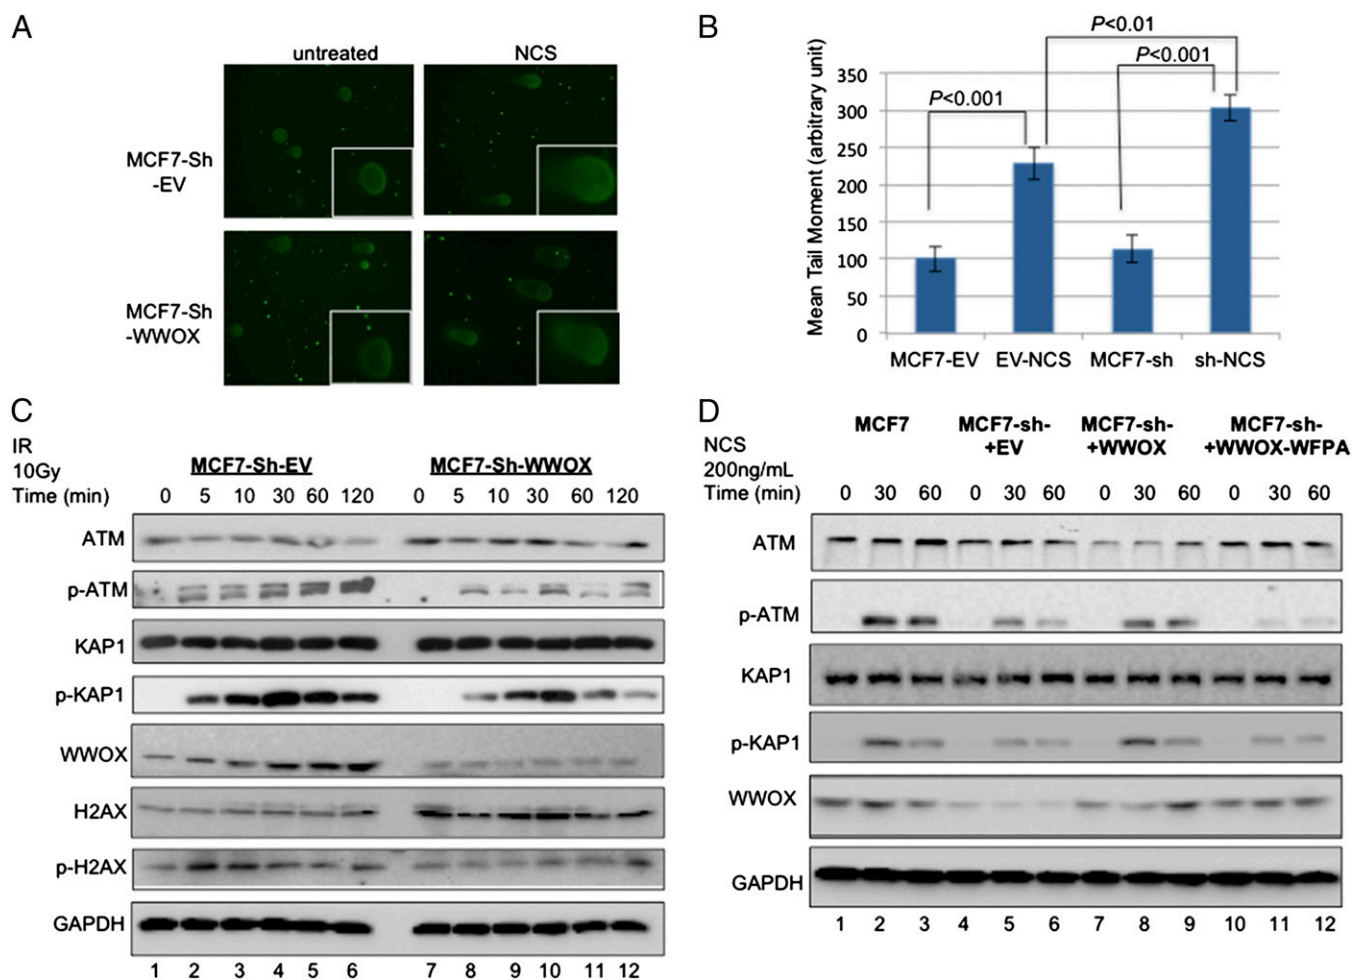 A
untreated NCS
MCF7-Sh
-EV
MCF7-Sh
-WWOX
B
P<0.01
P<0.001
P<0.001
Mean Tail Moment (arbitrary unit)
350
300
250
200
150
100
50
0
MCF7-EV EV-NCS MCF7-sh sh-NCS
C
IR
10Gy
MCF7-Sh-EV MCF7-Sh-WWOX
Time (min) 0 5 10 30 60 120 0 5 10 30 60 120
ATM
p-ATM
KAP1
p-KAP1
WWOX
H2AX
p-H2AX
GAPDH
1 2 3 4 5 6 7 8 9 10 11 12
D
MCF7 MCF7-sh- MCF7-sh- MCF7-sh-
+EV +WWOX +WWOX-WFPA
NCS
200ng/mL
Time (min) 0 30 60 0 30 60 0 30 60 0 30 60
ATM
p-ATM
KAP1
p-KAP1
WWOX
GAPDH
1 2 3 4 5 6 7 8 9 10 11 12